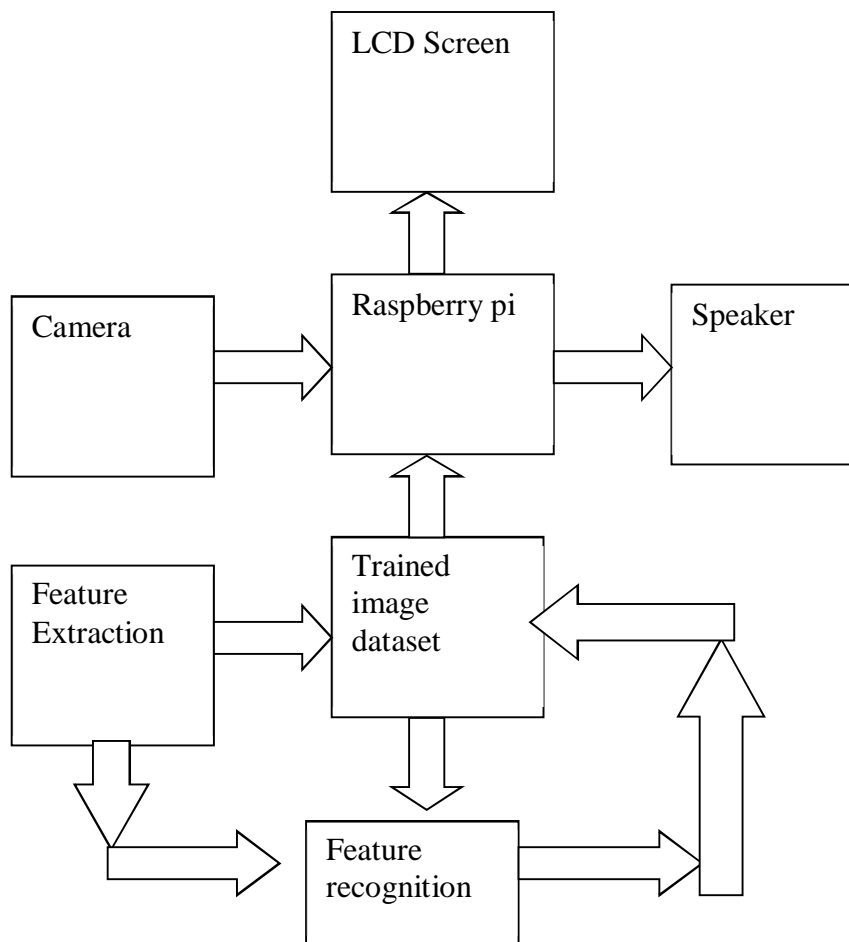 LCD Screen
Camera
Raspberry pi
Speaker
Feature
Extraction
Trained
image
dataset
Feature
recognition